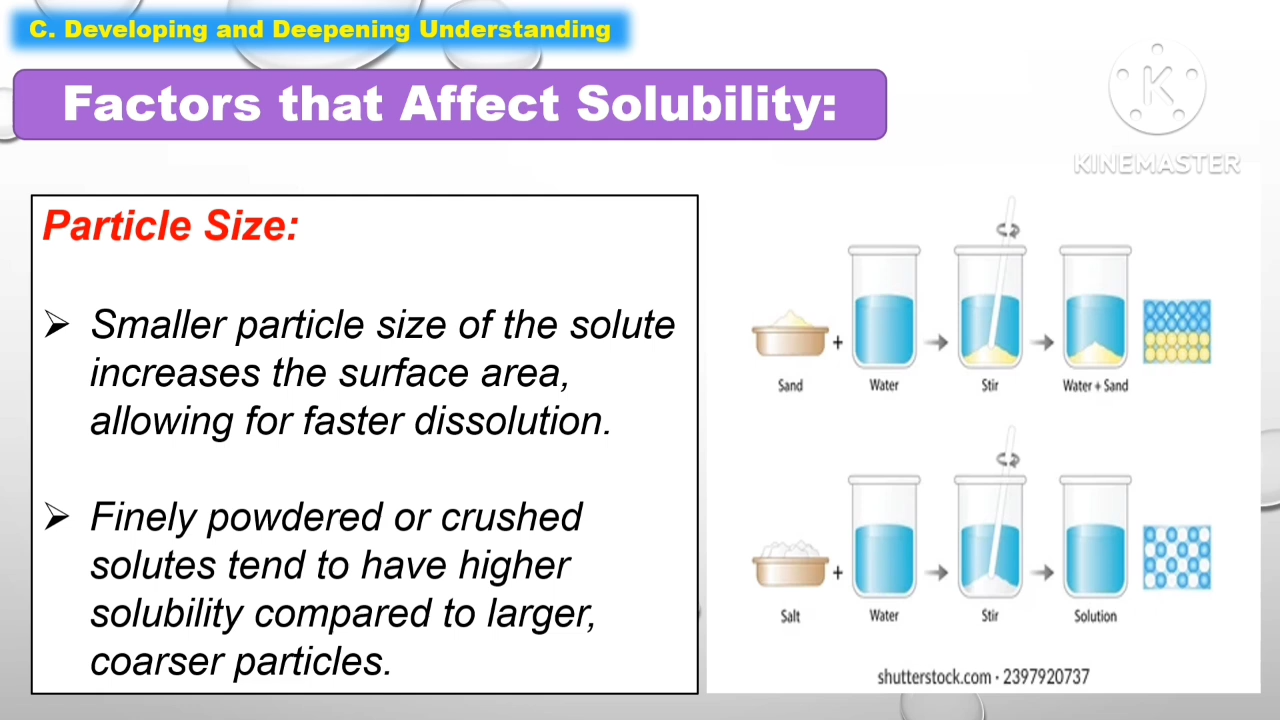 C. Developing and Deepening Understanding
Factors that Affect Solubility:
K
KINEMASTER
Particle Size:
➢ Smaller particle size of the solute
increases the surface area,
allowing for faster dissolution.
➢ Finely powdered or crushed
solutes tend to have higher
solubility compared to larger,
coarser particles.
+
Sand Water Stir Water + Sand
+
Salt Water Stir Solution
shutterstock.com · 2397920737